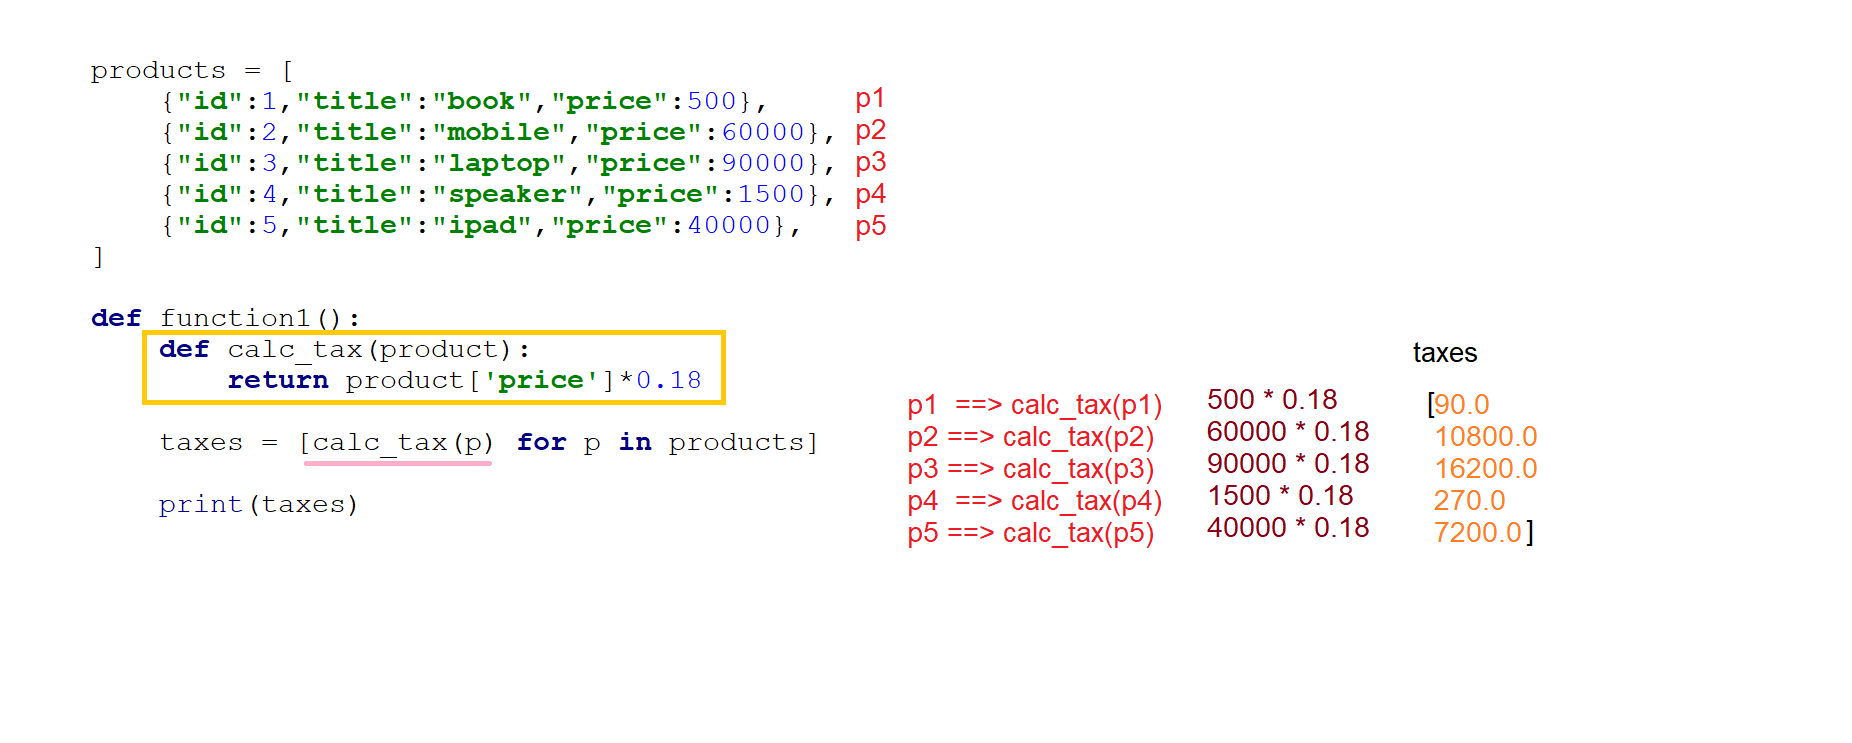 products = [
{"id":1,"title":"book","price":500}, p1
{"id":2,"title":"mobile","price":60000}, p2
{"id":3,"title":"laptop","price":90000}, p3
{"id":4,"title":"speaker","price":1500}, p4
{"id":5,"title":"ipad","price":40000}, p5
]
def function1():
def calc_tax(product):
return product['price']*0.18
taxes = [calc_tax(p) for p in products]
print(taxes)
taxes
p1 ==> calc_tax(p1) 500 * 0.18 [90.0
p2 ==> calc_tax(p2) 60000 * 0.18 10800.0
p3 ==> calc_tax(p3) 90000 * 0.18 16200.0
p4 ==> calc_tax(p4) 1500 * 0.18 270.0
p5 ==> calc_tax(p5) 40000 * 0.18 7200.0]